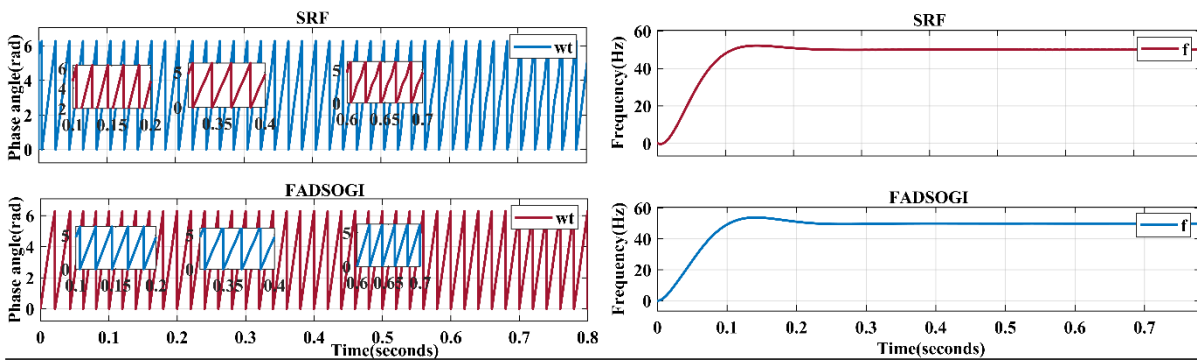 SRF
Phase angle(rad)
6
4
2
0
wt
6
4
2
0.1 0.15 0.2
5
0
0.35 0.4
5
0
0.6 0.65 0.7
SRF
Frequency(Hz)
60
40
20
0
f
FADSOGI
Phase angle(rad)
6
4
2
0
wt
5
0
0.1 0.15 0.2
5
0
0.35 0.4
5
0
0.6 0.65 0.7
0 0.1 0.2 0.3 0.4 0.5 0.6 0.7 0.8
Time(seconds)
FADSOGI
Frequency(Hz)
60
40
20
0
f
0 0.1 0.2 0.3 0.4 0.5 0.6 0.7
Time(seconds)